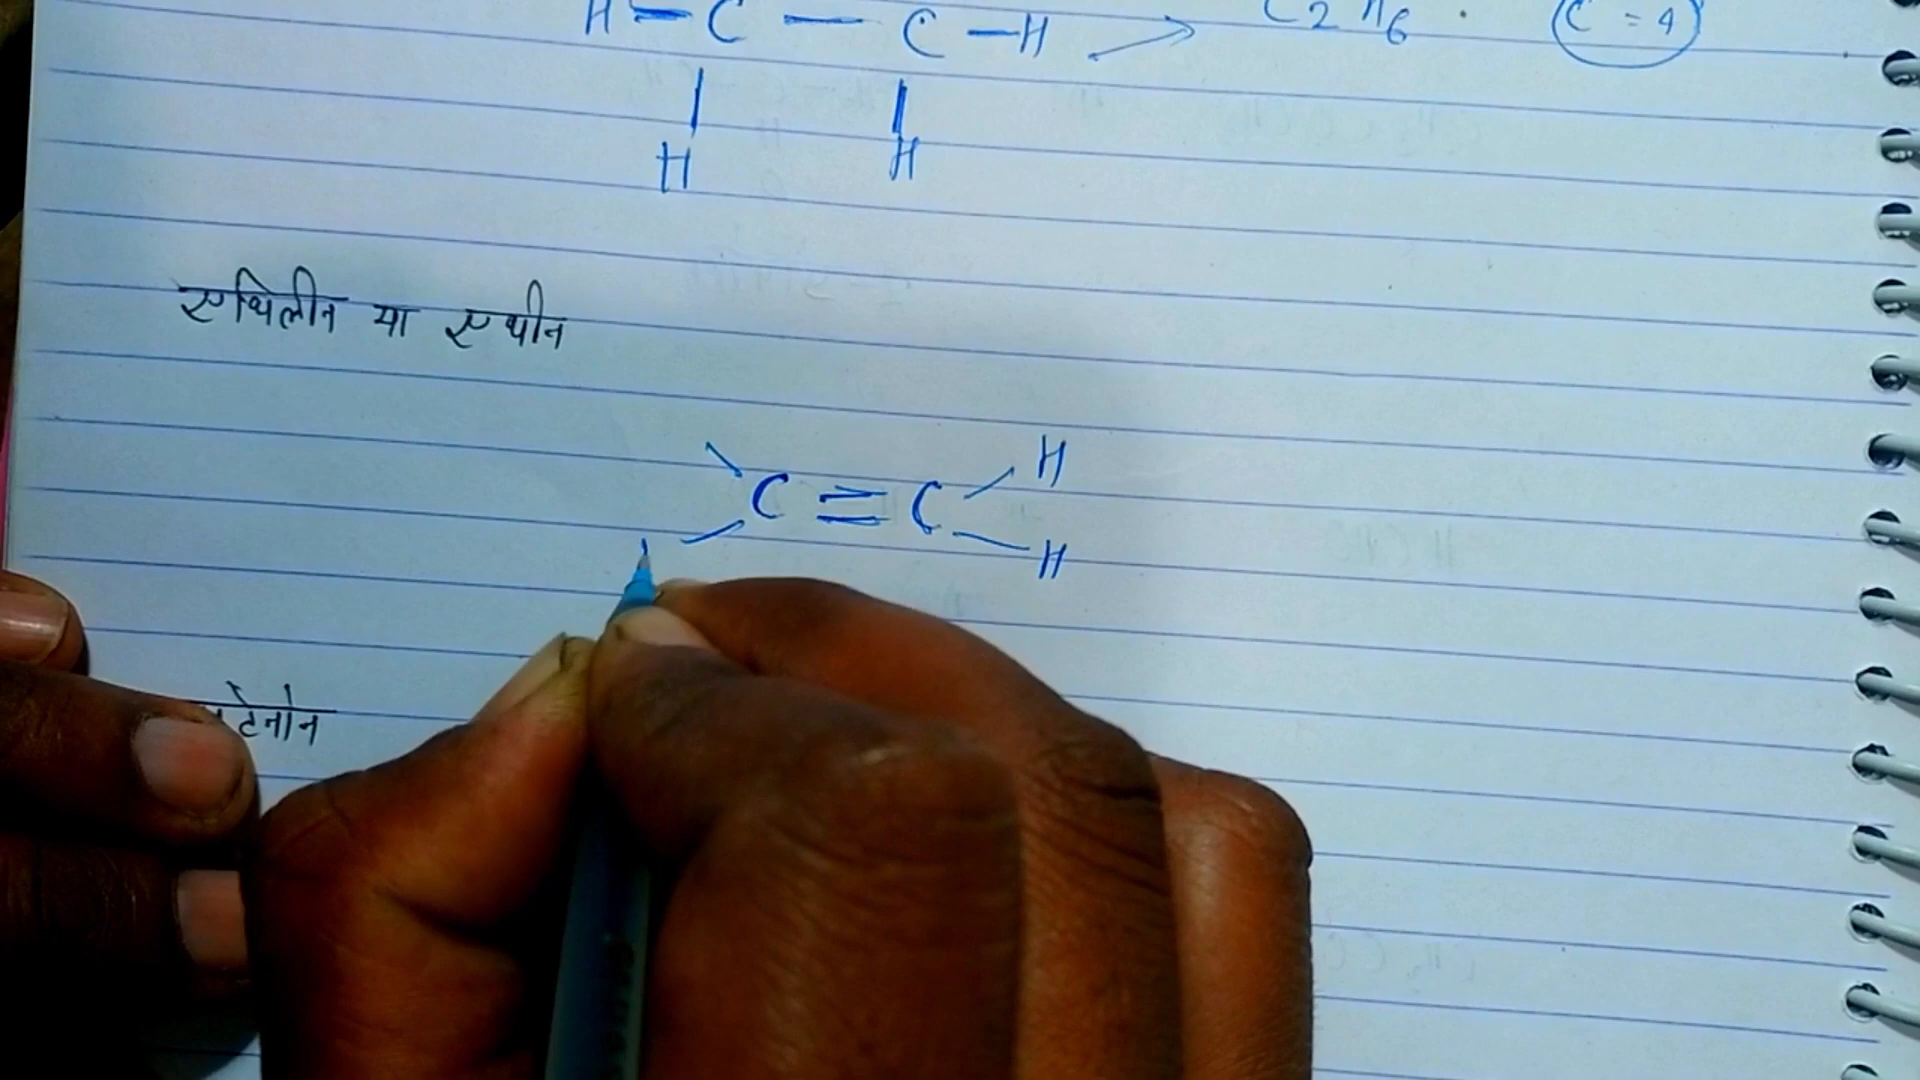 H — C — C — H → C2H6 . C = 4
| |
H H
एथिलीन या एथीन
H
C = C
H
टेनोन